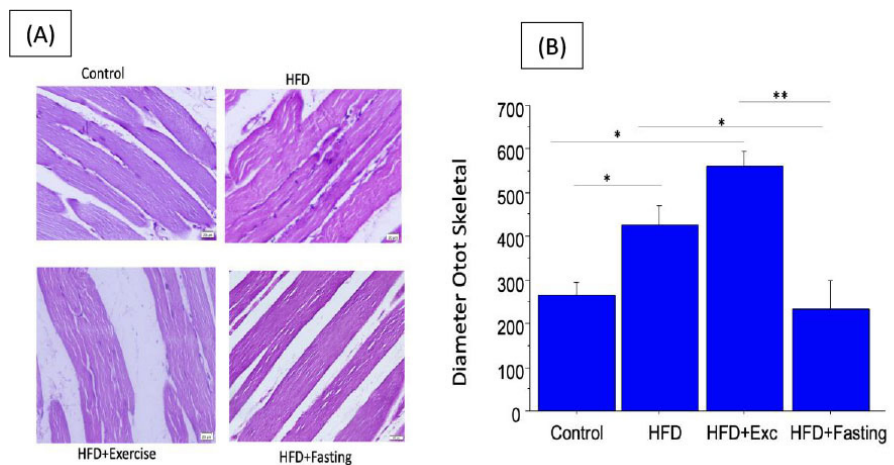 (A)
Control
HFD
HFD+Exercise
HFD+Fasting
(B)
Diameter Otot Skeletal
700
600
500
400
300
200
100
0
*
*
*
**
Control
HFD
HFD+Exc
HFD+Fasting